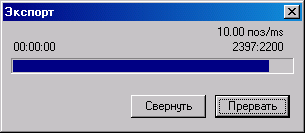 Экспорт
10.00 поз/ms
00:00:00 2397:2200
Свернуть Прервать